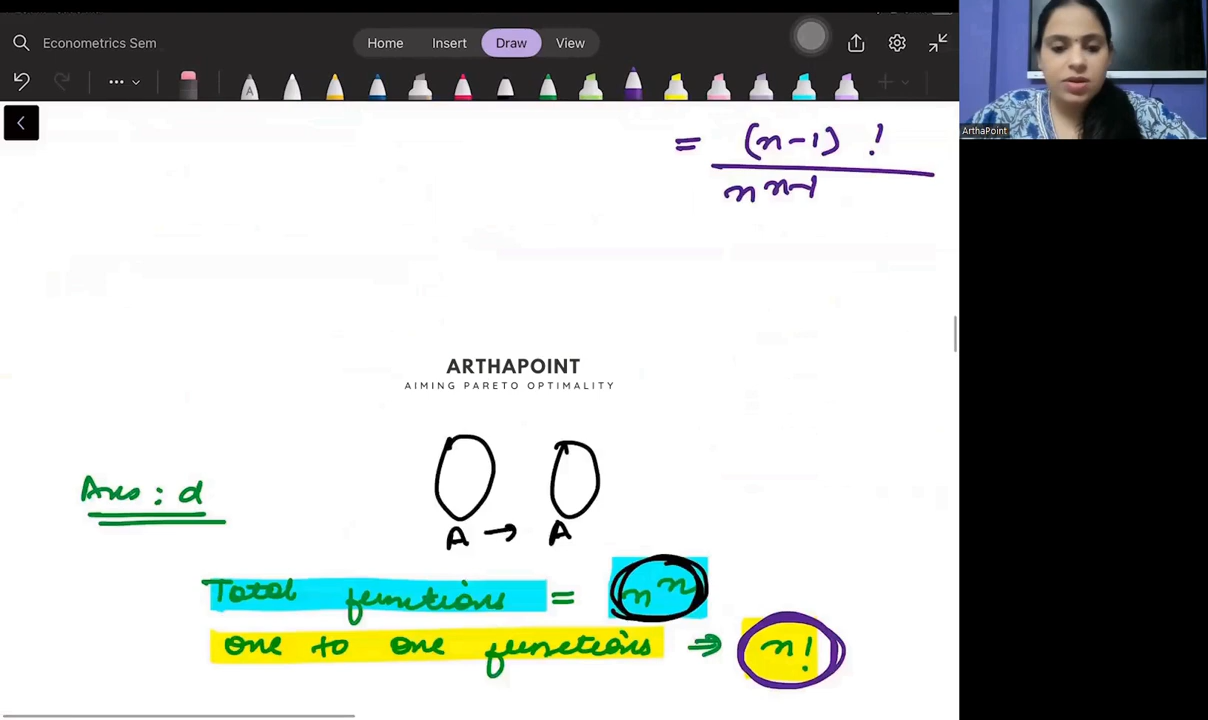 Econometrics Sem
Home Insert Draw View
A
ArthaPoint
= (n-1) !
n^{n-1}
ARTHAPOINT
AIMING PARETO OPTIMALITY
Ans : d
A → A
Total functions = n^n
one to one functions ⇒ n!